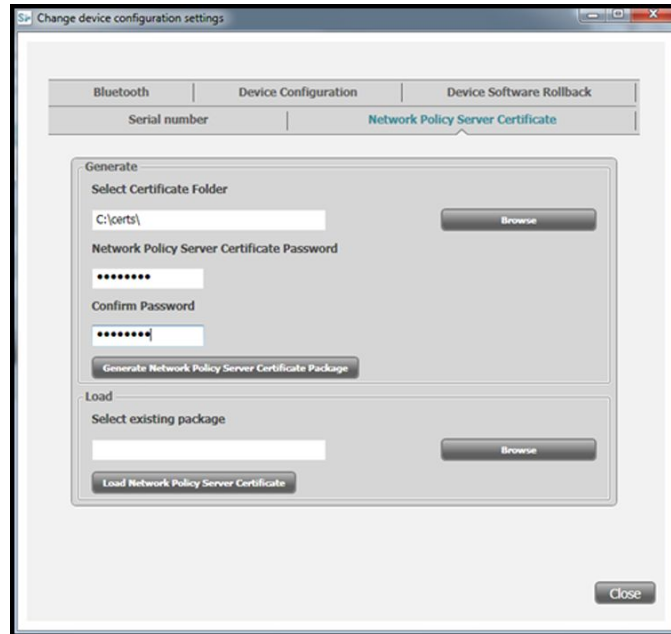 Change device configuration settings
Bluetooth
Device Configuration
Device Software Rollback
Serial number
Network Policy Server Certificate
Generate
Select Certificate Folder
C:\certs\
Browse
Network Policy Server Certificate Password
••••••••
Confirm Password
••••••••
Generate Network Policy Server Certificate Package
Load
Select existing package
Browse
Load Network Policy Server Certificate
Close